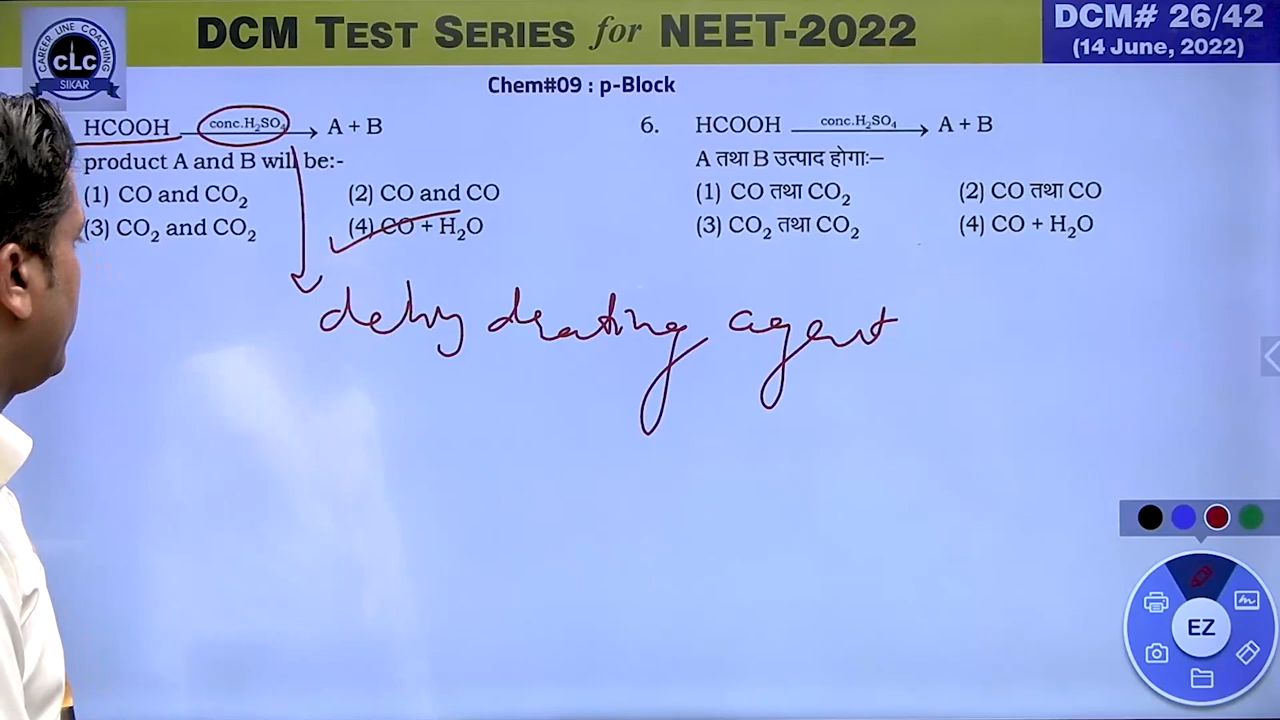 DCM TEST SERIES for NEET-2022
DCM# 26/42
(14 June, 2022)
CAREER LINE COACHING
CLC
SIKAR
Chem#09 : p-Block
HCOOH conc.H₂SO₄ → A + B
product A and B will be:-
(1) CO and CO₂ (2) CO and CO
(3) CO₂ and CO₂ (4) CO + H₂O
dehydrating agent
6. HCOOH conc.H₂SO₄ → A + B
A तथा B उत्पाद होगाः–
(1) CO तथा CO₂ (2) CO तथा CO
(3) CO₂ तथा CO₂ (4) CO + H₂O
EZ